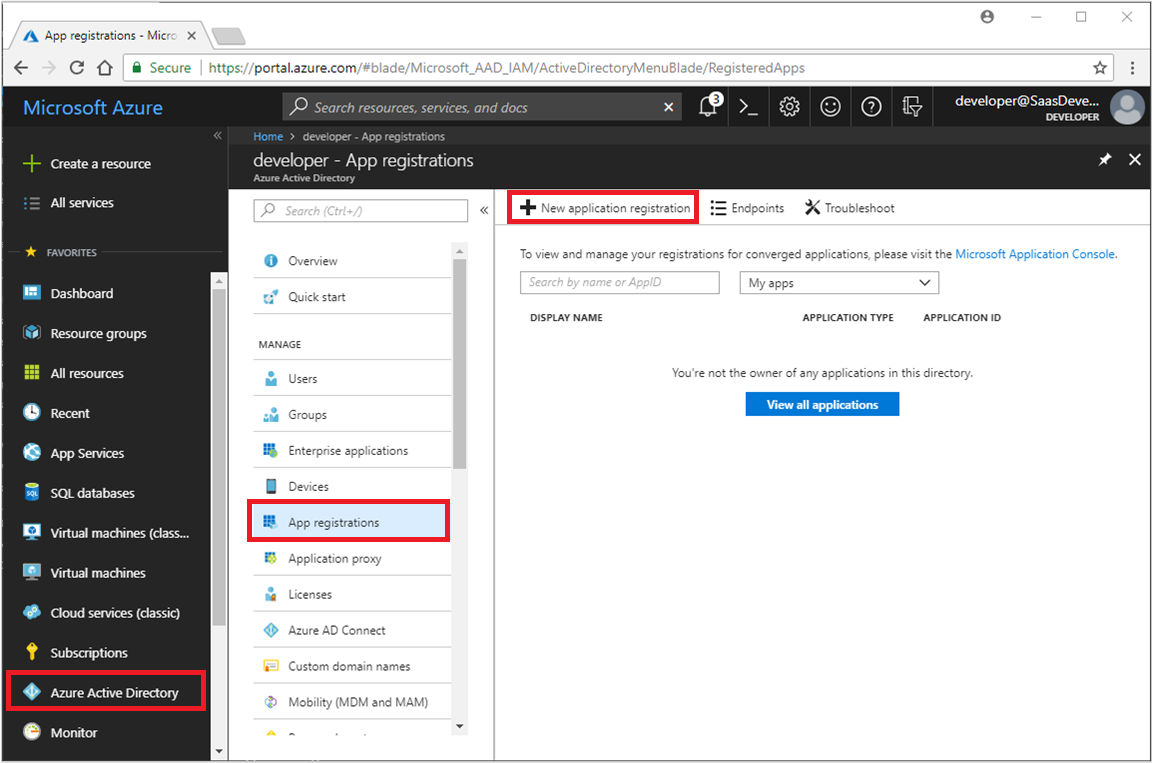 App registrations - Micro
Secure https://portal.azure.com/#blade/Microsoft_AAD_IAM/ActiveDirectoryMenuBlade/RegisteredApps
Microsoft Azure
Search resources, services, and docs
3
developer@SaasDeve...
DEVELOPER
Create a resource
All services
FAVORITES
Dashboard
Resource groups
All resources
Recent
App Services
SQL databases
Virtual machines (class...
Virtual machines
Cloud services (classic)
Subscriptions
Azure Active Directory
Monitor
Home > developer - App registrations
developer - App registrations
Azure Active Directory
Search (Ctrl+/)
Overview
Quick start
MANAGE
Users
Groups
Enterprise applications
Devices
App registrations
Application proxy
Licenses
Azure AD Connect
Custom domain names
Mobility (MDM and MAM)
New application registration Endpoints Troubleshoot
To view and manage your registrations for converged applications, please visit the Microsoft Application Console.
Search by name or AppID My apps
DISPLAY NAME APPLICATION TYPE APPLICATION ID
You're not the owner of any applications in this directory.
View all applications